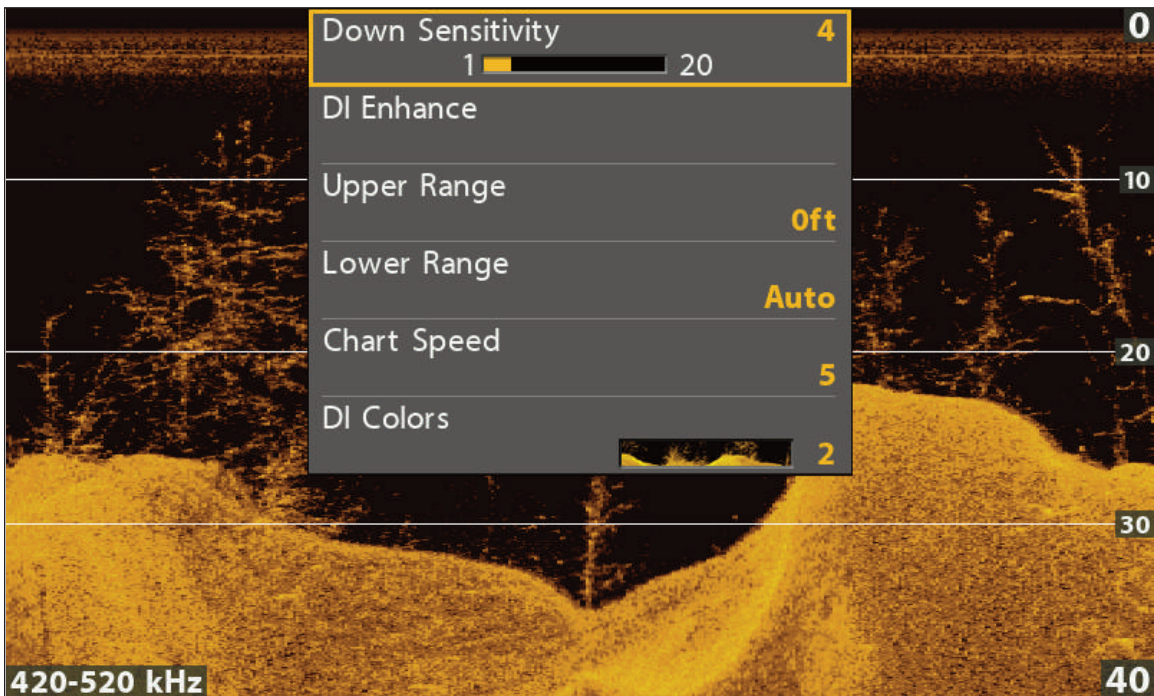 Down Sensitivity 4
1 20
DI Enhance
Upper Range
0ft
Lower Range
Auto
Chart Speed
5
DI Colors
2
0
10
20
30
40
420-520 kHz